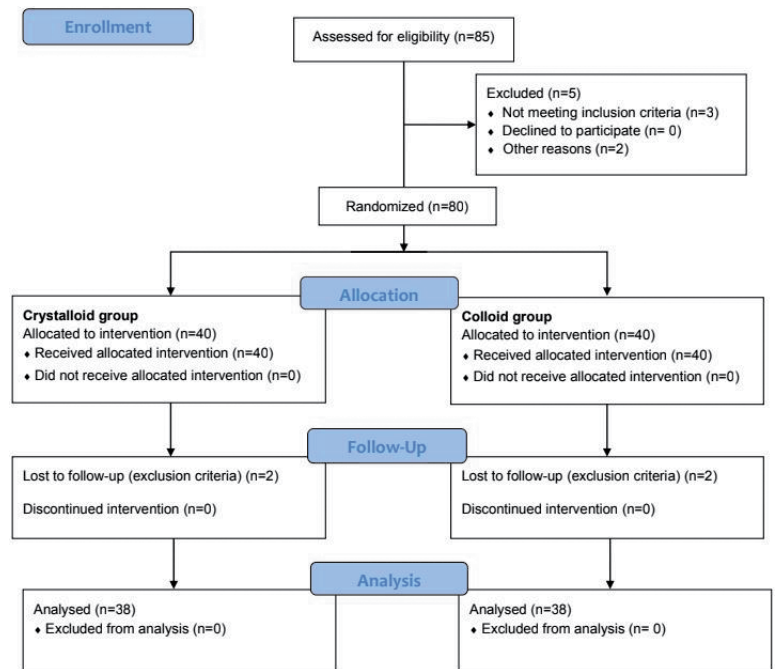 Enrollment
Assessed for eligibility (n=85)
Excluded (n=5)
♦ Not meeting inclusion criteria (n=3)
♦ Declined to participate (n= 0)
♦ Other reasons (n=2)
Randomized (n=80)
Allocation
Crystalloid group
Allocated to intervention (n=40)
♦ Received allocated intervention (n=40)
♦ Did not receive allocated intervention (n=0)
Colloid group
Allocated to intervention (n=40)
♦ Received allocated intervention (n=40)
♦ Did not receive allocated intervention (n=0)
Follow-Up
Lost to follow-up (exclusion criteria) (n=2)
Discontinued intervention (n=0)
Lost to follow-up (exclusion criteria) (n=2)
Discontinued intervention (n=0)
Analysis
Analysed (n=38)
♦ Excluded from analysis (n=0)
Analysed (n=38)
♦ Excluded from analysis (n= 0)